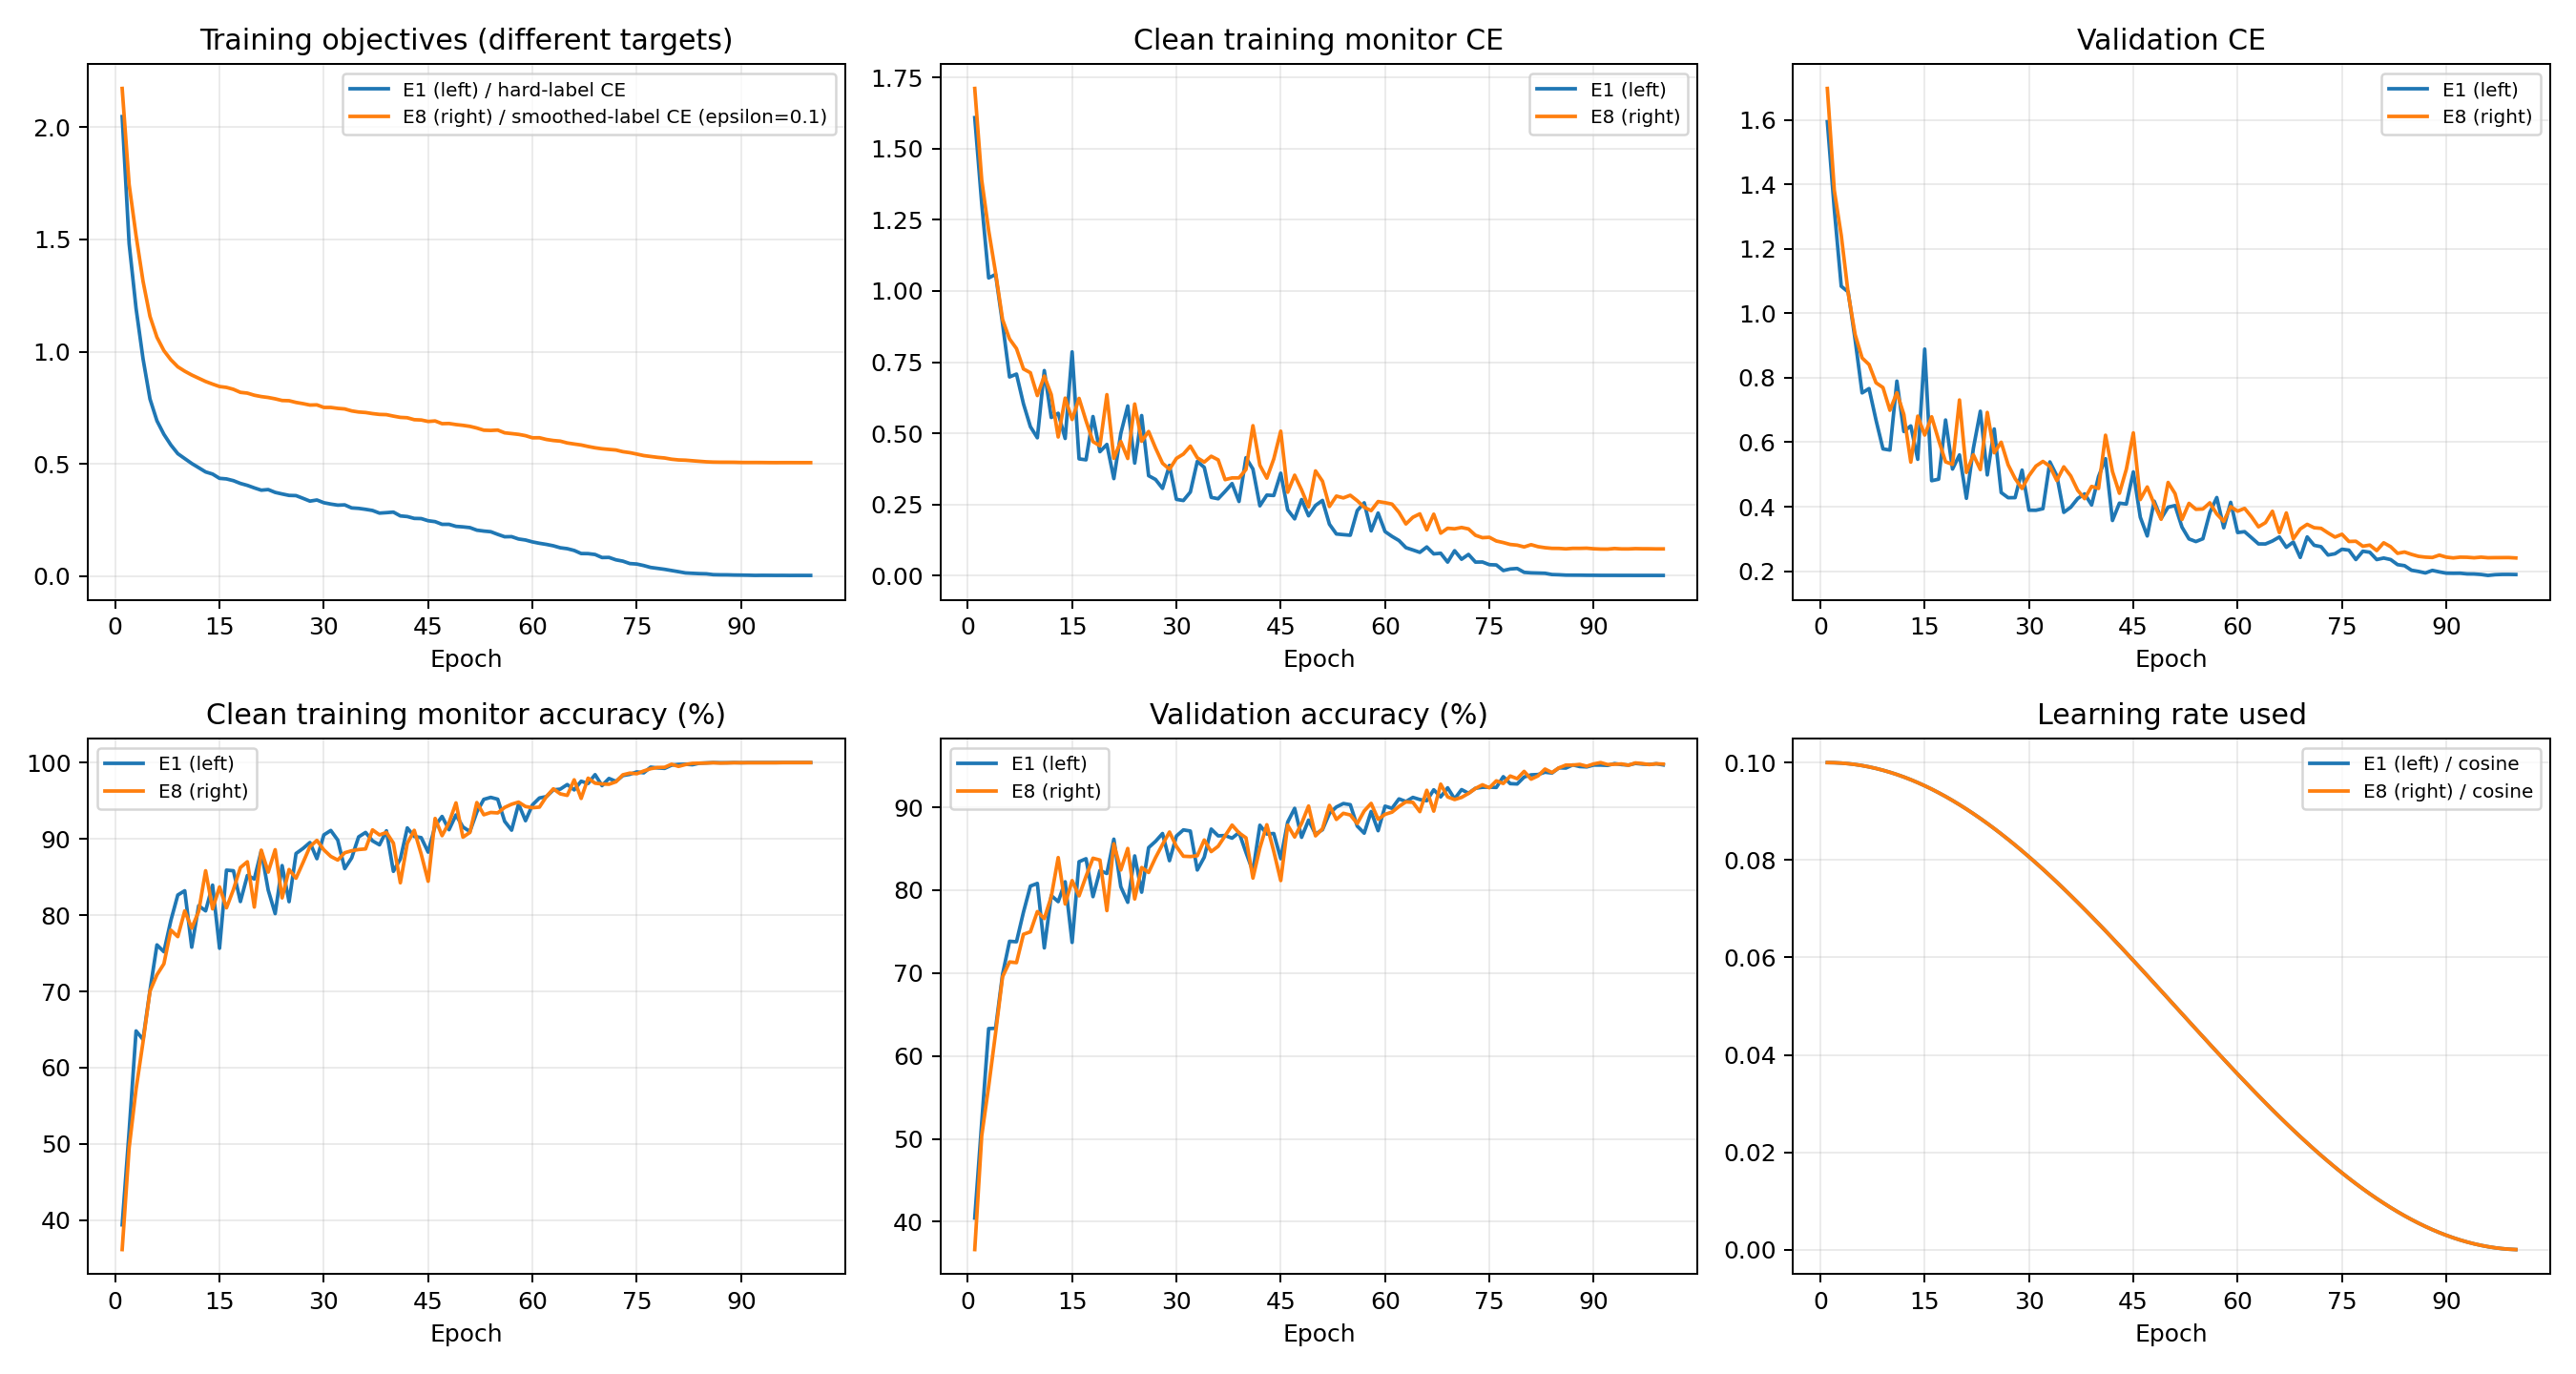 Training objectives (different targets)
E1 (left) / hard-label CE
E8 (right) / smoothed-label CE (epsilon=0.1)
2.0
1.5
1.0
0.5
0.0
0 15 30 45 60 75 90
Epoch
Clean training monitor CE
E1 (left)
E8 (right)
1.75
1.50
1.25
1.00
0.75
0.50
0.25
0.00
0 15 30 45 60 75 90
Epoch
Validation CE
E1 (left)
E8 (right)
1.6
1.4
1.2
1.0
0.8
0.6
0.4
0.2
0 15 30 45 60 75 90
Epoch
Clean training monitor accuracy (%)
E1 (left)
E8 (right)
100
90
80
70
60
50
40
0 15 30 45 60 75 90
Epoch
Validation accuracy (%)
E1 (left)
E8 (right)
90
80
70
60
50
40
0 15 30 45 60 75 90
Epoch
Learning rate used
E1 (left) / cosine
E8 (right) / cosine
0.10
0.08
0.06
0.04
0.02
0.00
0 15 30 45 60 75 90
Epoch